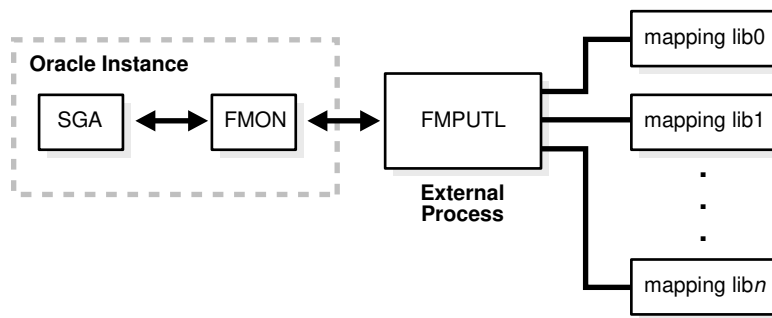 Oracle Instance
SGA
FMON
FMPUTL
External
Process
mapping lib0
mapping lib1
.
.
.
mapping libn